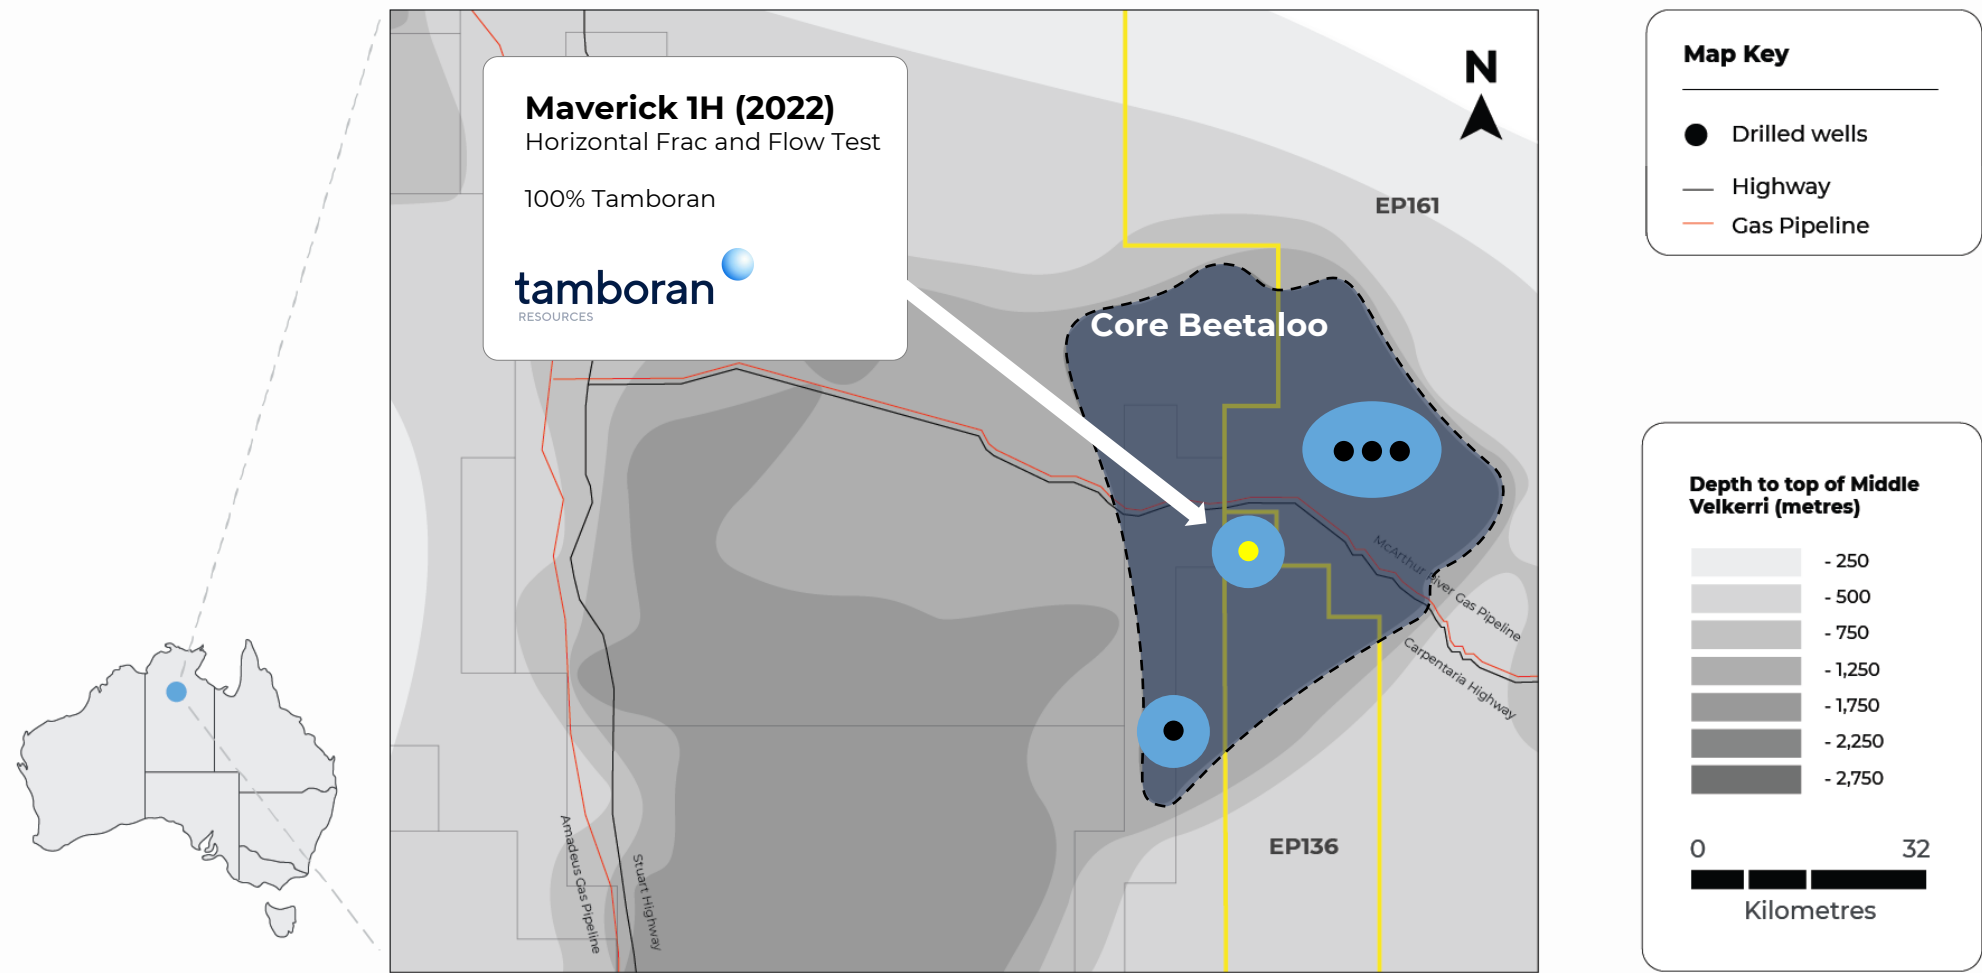 Maverick 1H (2022)
Horizontal Frac and Flow Test
100% Tamboran
tamboran
RESOURCES
N
EP161
Core Beetaloo
McArthur River Gas Pipeline
Carpentaria Highway
EP136
Amadeus Gas Pipeline
Stuart Highway
Map Key
Drilled wells
Highway
Gas Pipeline
Depth to top of Middle
Velkerri (metres)
- 250
- 500
- 750
- 1,250
- 1,750
- 2,250
- 2,750
0 32
Kilometres